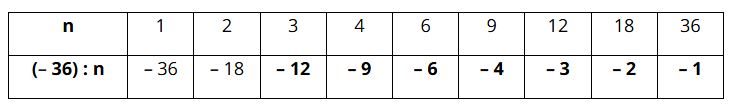 n 1 2 3 4 6 9 12 18 36
(– 36) : n – 36 – 18 – 12 – 9 – 6 – 4 – 3 – 2 – 1